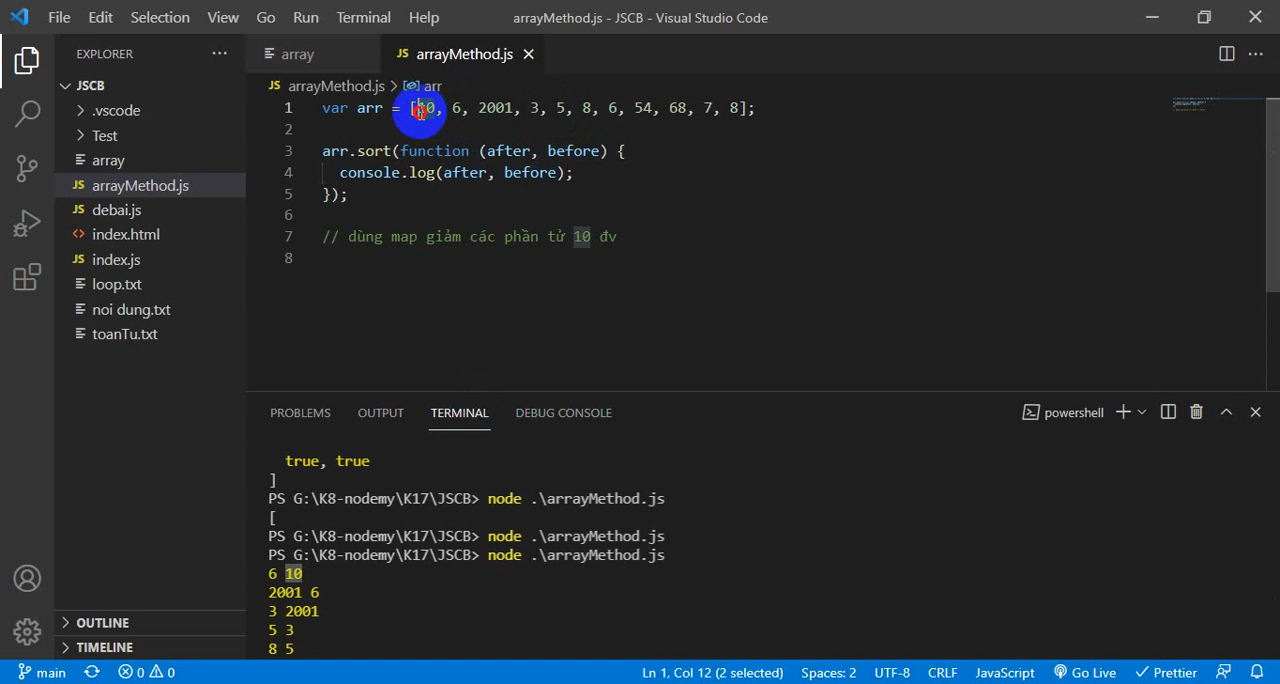 File Edit Selection View Go Run Terminal Help arrayMethod.js - JSCB - Visual Studio Code
EXPLORER
JSCB
.vscode
Test
array
arrayMethod.js
debai.js
index.html
index.js
loop.txt
noi dung.txt
toanTu.txt
OUTLINE
TIMELINE
array JS arrayMethod.js
JS arrayMethod.js > arr
1 var arr = [10, 6, 2001, 3, 5, 8, 6, 54, 68, 7, 8];
2
3 arr.sort(function (after, before) {
4 console.log(after, before);
5 });
6
7 // dùng map giảm các phần tử 10 đv
8
PROBLEMS OUTPUT TERMINAL DEBUG CONSOLE powershell
true, true
]
PS G:\K8-nodemy\K17\JSCB> node .\arrayMethod.js
[
PS G:\K8-nodemy\K17\JSCB> node .\arrayMethod.js
PS G:\K8-nodemy\K17\JSCB> node .\arrayMethod.js
6 10
2001 6
3 2001
5 3
8 5
main 0 0 Ln 1, Col 12 (2 selected) Spaces: 2 UTF-8 CRLF JavaScript Go Live Prettier